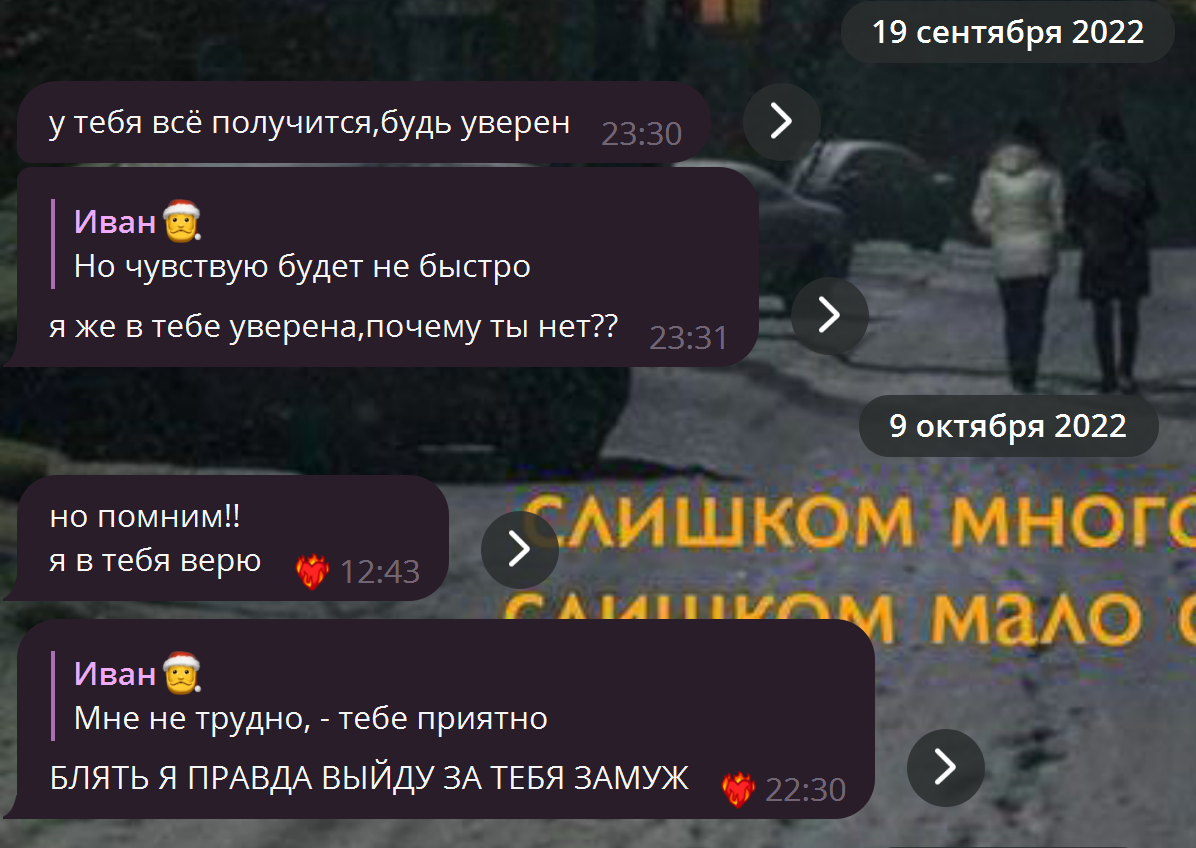 19 сентября 2022
у тебя всё получится,будь уверен 23:30
Иван
Но чувствую будет не быстро
я же в тебе уверена,почему ты нет?? 23:31
9 октября 2022
но помним!!
я в тебя верю 12:43
слишком много
слишком мало
Иван
Мне не трудно, - тебе приятно
БЛЯТЬ Я ПРАВДА ВЫЙДУ ЗА ТЕБЯ ЗАМУЖ 22:30